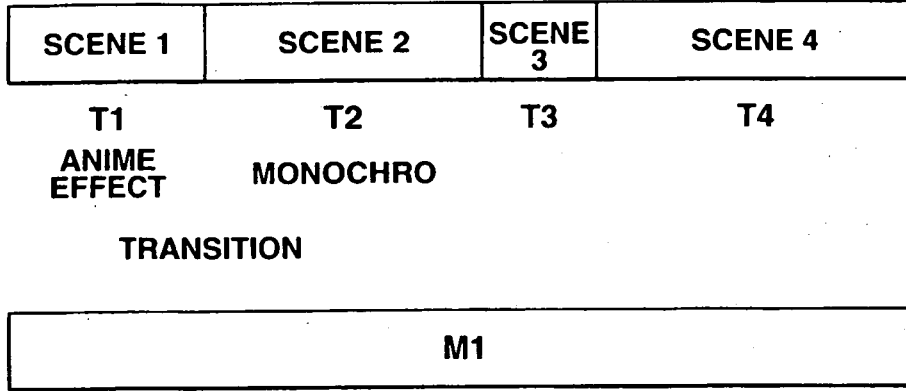 SCENE 1 SCENE 2 SCENE 3 SCENE 4
T1 T2 T3 T4
ANIME EFFECT MONOCHRO
TRANSITION
M1